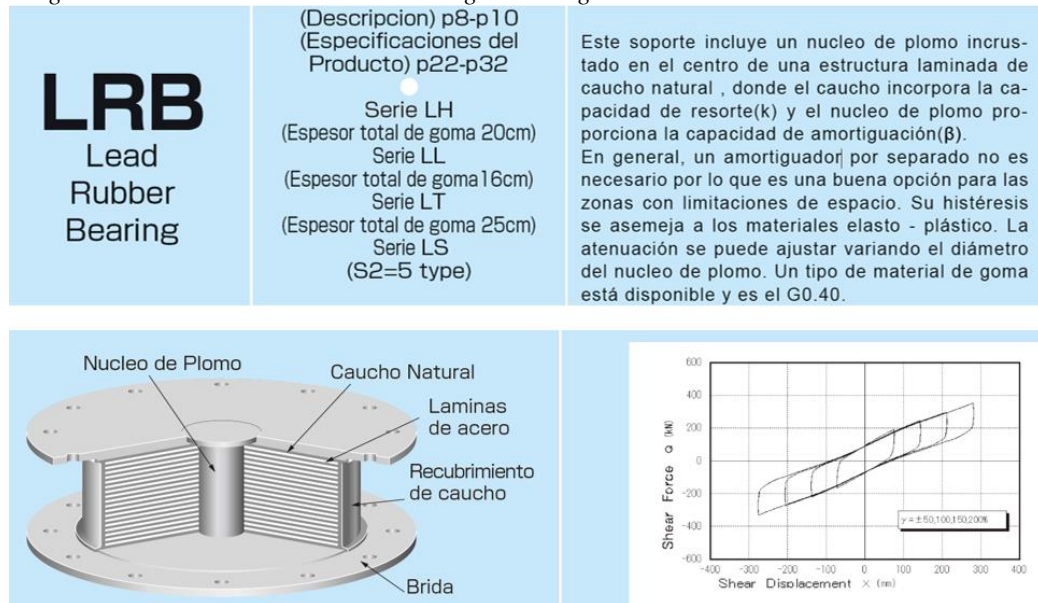 LRB
Lead
Rubber
Bearing
(Descripcion) p8-p10
(Especificaciones del
Producto) p22-p32
Serie LH
(Espesor total de goma 20cm)
Serie LL
(Espesor total de goma16cm)
Serie LT
(Espesor total de goma 25cm)
Serie LS
(S2=5 type)
Este soporte incluye un nucleo de plomo incrus-
tado en el centro de una estructura laminada de
caucho natural , donde el caucho incorpora la ca-
pacidad de resorte(k) y el nucleo de plomo pro-
porciona la capacidad de amortiguación(β).
En general, un amortiguador por separado no es
necesario por lo que es una buena opción para las
zonas con limitaciones de espacio. Su histéresis
se asemeja a los materiales elasto - plástico. La
atenuación se puede ajustar variando el diámetro
del nucleo de plomo. Un tipo de material de goma
está disponible y es el G0.40.
Nucleo de Plomo
Caucho Natural
Laminas
de acero
Recubrimiento
de caucho
Brida
600
400
200
0
-200
-400
-600
Shear Force Q (kN)
γ=±50,100,150,200%
-400 -300 -200 -100 0 100 200 300 400
Shear Displacement X (mm)